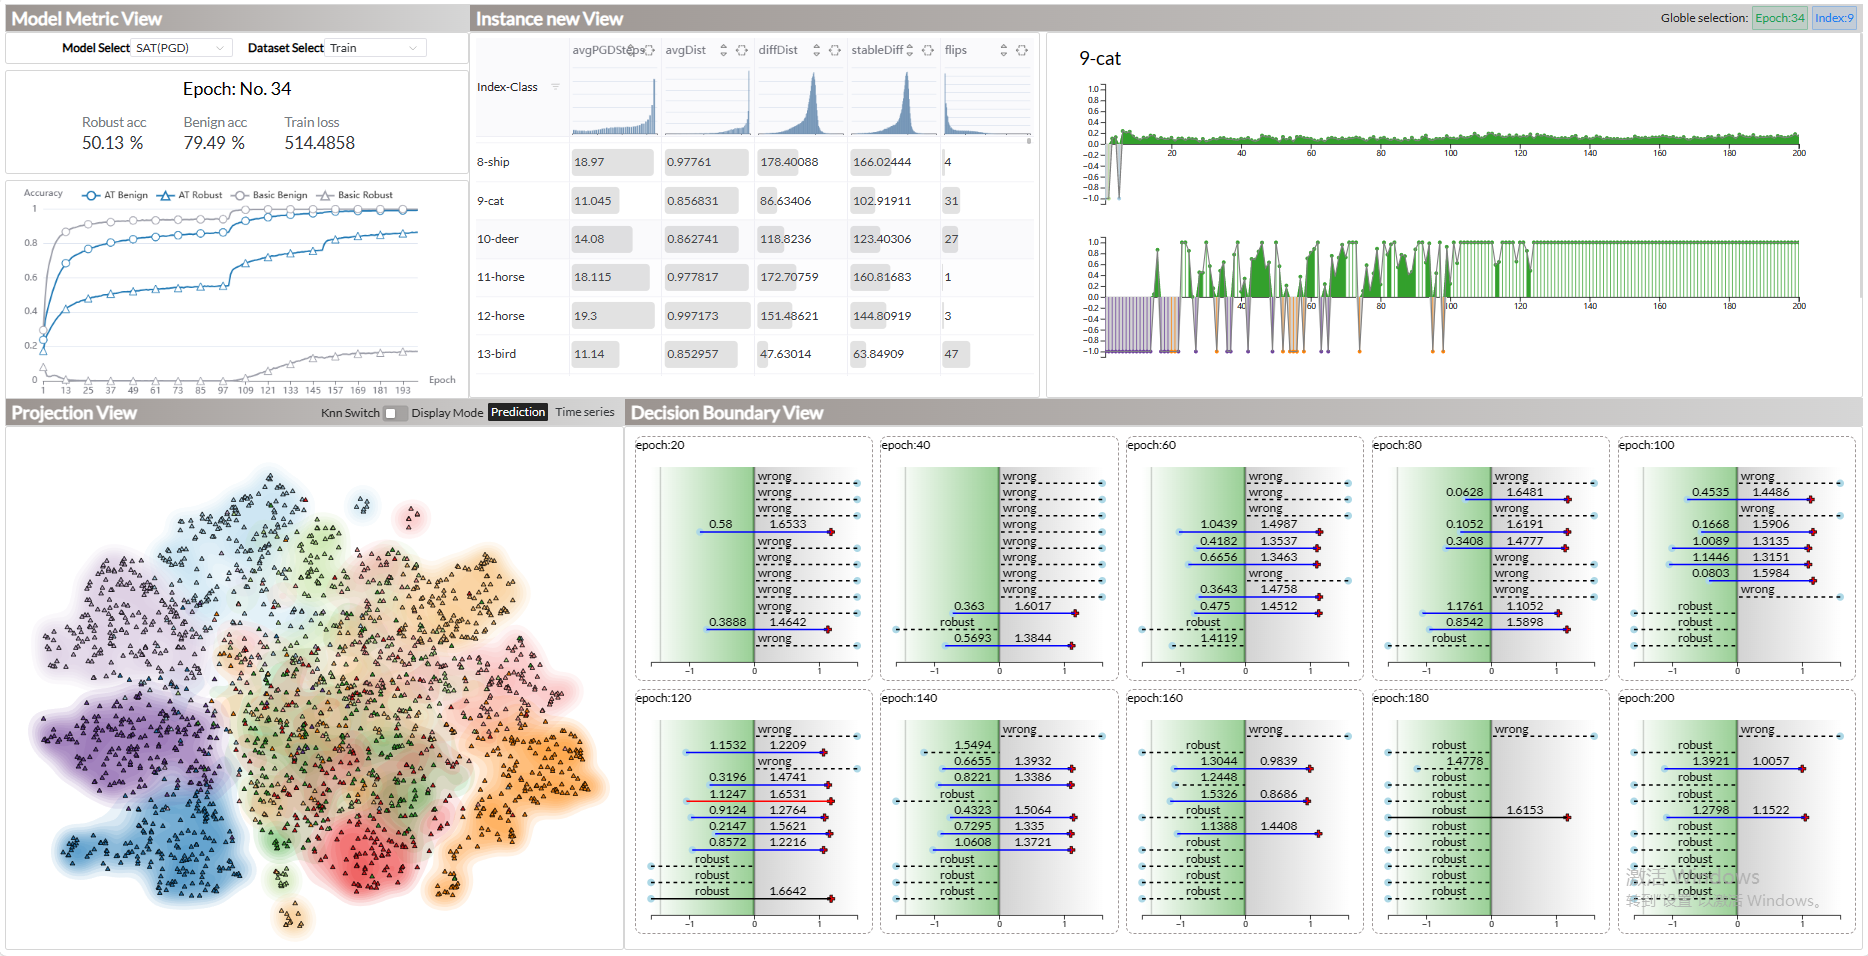 Model Metric View
Model Select SAT(PGD) Dataset Select Train
Epoch: No. 34
Robust acc Benign acc Train loss
50.13 % 79.49 % 514.4858
Accuracy AT Benign AT Robust Basic Benign Basic Robust
1
0.8
0.6
0.4
0.2
0
Epoch
1 13 25 37 49 61 73 85 97 109 121 133 145 157 169 181 193
Instance new View
Globle selection: Epoch:34 Index:9
Index-Class avgPGDSteps avgDist diffDist stableDiff flips
0
8-ship 18.97 0.97761 178.40088 166.02444 4
9-cat 11.045 0.856831 86.63406 102.91911 31
10-deer 14.08 0.862741 118.8236 123.40306 27
11-horse 18.115 0.977817 172.70759 160.81683 1
12-horse 19.3 0.997173 151.48621 144.80919 3
13-bird 11.14 0.852957 47.63014 63.84909 47
9-cat
1.0
0.8
0.6
0.4
0.2
0.0
−0.2
−0.4
−0.6
−0.8
−1.0
20 40 60 80 100 120 140 160 180 200
1.0
0.8
0.6
0.4
0.2
0.0
−0.2
−0.4
−0.6
−0.8
−1.0
40 60 80 100 120 140 160 180 200
Projection View
Knn Switch Display Mode Prediction Time series
Decision Boundary View
epoch:20
wrong
wrong
wrong
0.58 1.6533
wrong
wrong
wrong
wrong
wrong
0.3888 1.4642
wrong
−1 0 1
epoch:40
wrong
wrong
wrong
wrong
wrong
wrong
wrong
wrong
0.363 1.6017
robust
0.5693 1.3844
−1 0 1
epoch:60
wrong
wrong
wrong
1.0439 1.4987
0.4182 1.3537
0.6656 1.3463
wrong
0.3643 1.4758
0.475 1.4512
robust
1.4119
−1 0 1
epoch:80
wrong
0.0628 1.6481
wrong
0.1052 1.6191
0.3408 1.4777
wrong
wrong
wrong
1.1761 1.1052
0.8542 1.5898
robust
−1 0 1
epoch:100
wrong
0.4535 1.4486
wrong
0.1668 1.5906
1.0089 1.3135
1.1446 1.3151
0.0803 1.5984
wrong
robust
robust
robust
−1 0 1
epoch:120
wrong
1.1532 1.2209
wrong
0.3196 1.4741
1.1247 1.6531
0.9124 1.2764
0.2147 1.5621
0.8572 1.2216
robust
robust
robust 1.6642
−1 0 1
epoch:140
wrong
1.5494
0.6655 1.3932
0.8221 1.3386
robust
0.4323 1.5064
0.7295 1.335
1.0608 1.3721
robust
robust
robust
−1 0 1
epoch:160
wrong
robust
1.3044 0.9839
1.2448
1.5326 0.8686
robust
1.1388 1.4408
robust
robust
robust
robust
−1 0 1
epoch:180
wrong
robust
1.4778
robust
robust
robust 1.6153
robust
robust
robust
robust
robust
−1 0 1
epoch:200
wrong
robust
1.3921 1.0057
robust
robust
1.2798 1.1522
robust
robust
robust
robust
robust
−1 0 1
激活 Windows
转到"设置"以激活 Windows。